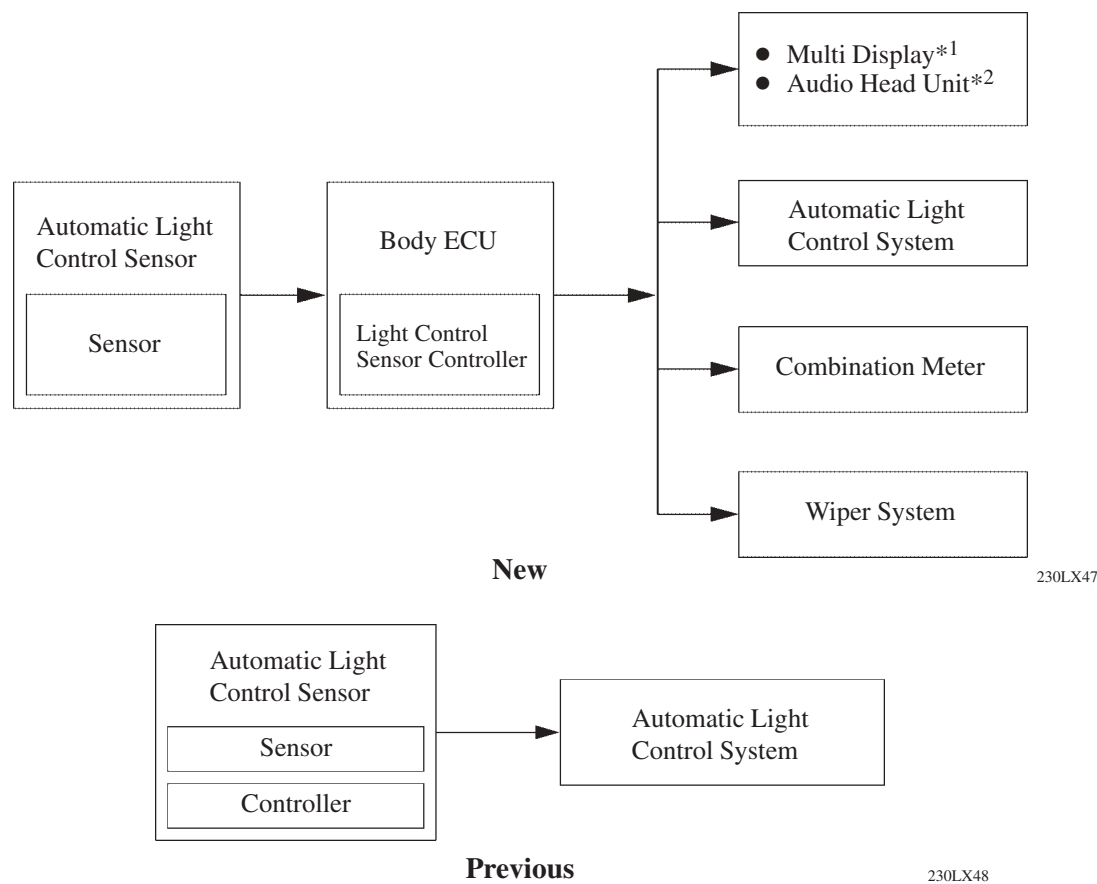 ● Multi Display*1
● Audio Head Unit*2
Automatic Light
Control Sensor
Sensor
Body ECU
Light Control
Sensor Controller
Automatic Light
Control System
Combination Meter
Wiper System
New
230LX47
Automatic Light
Control Sensor
Sensor
Controller
Automatic Light
Control System
Previous
230LX48